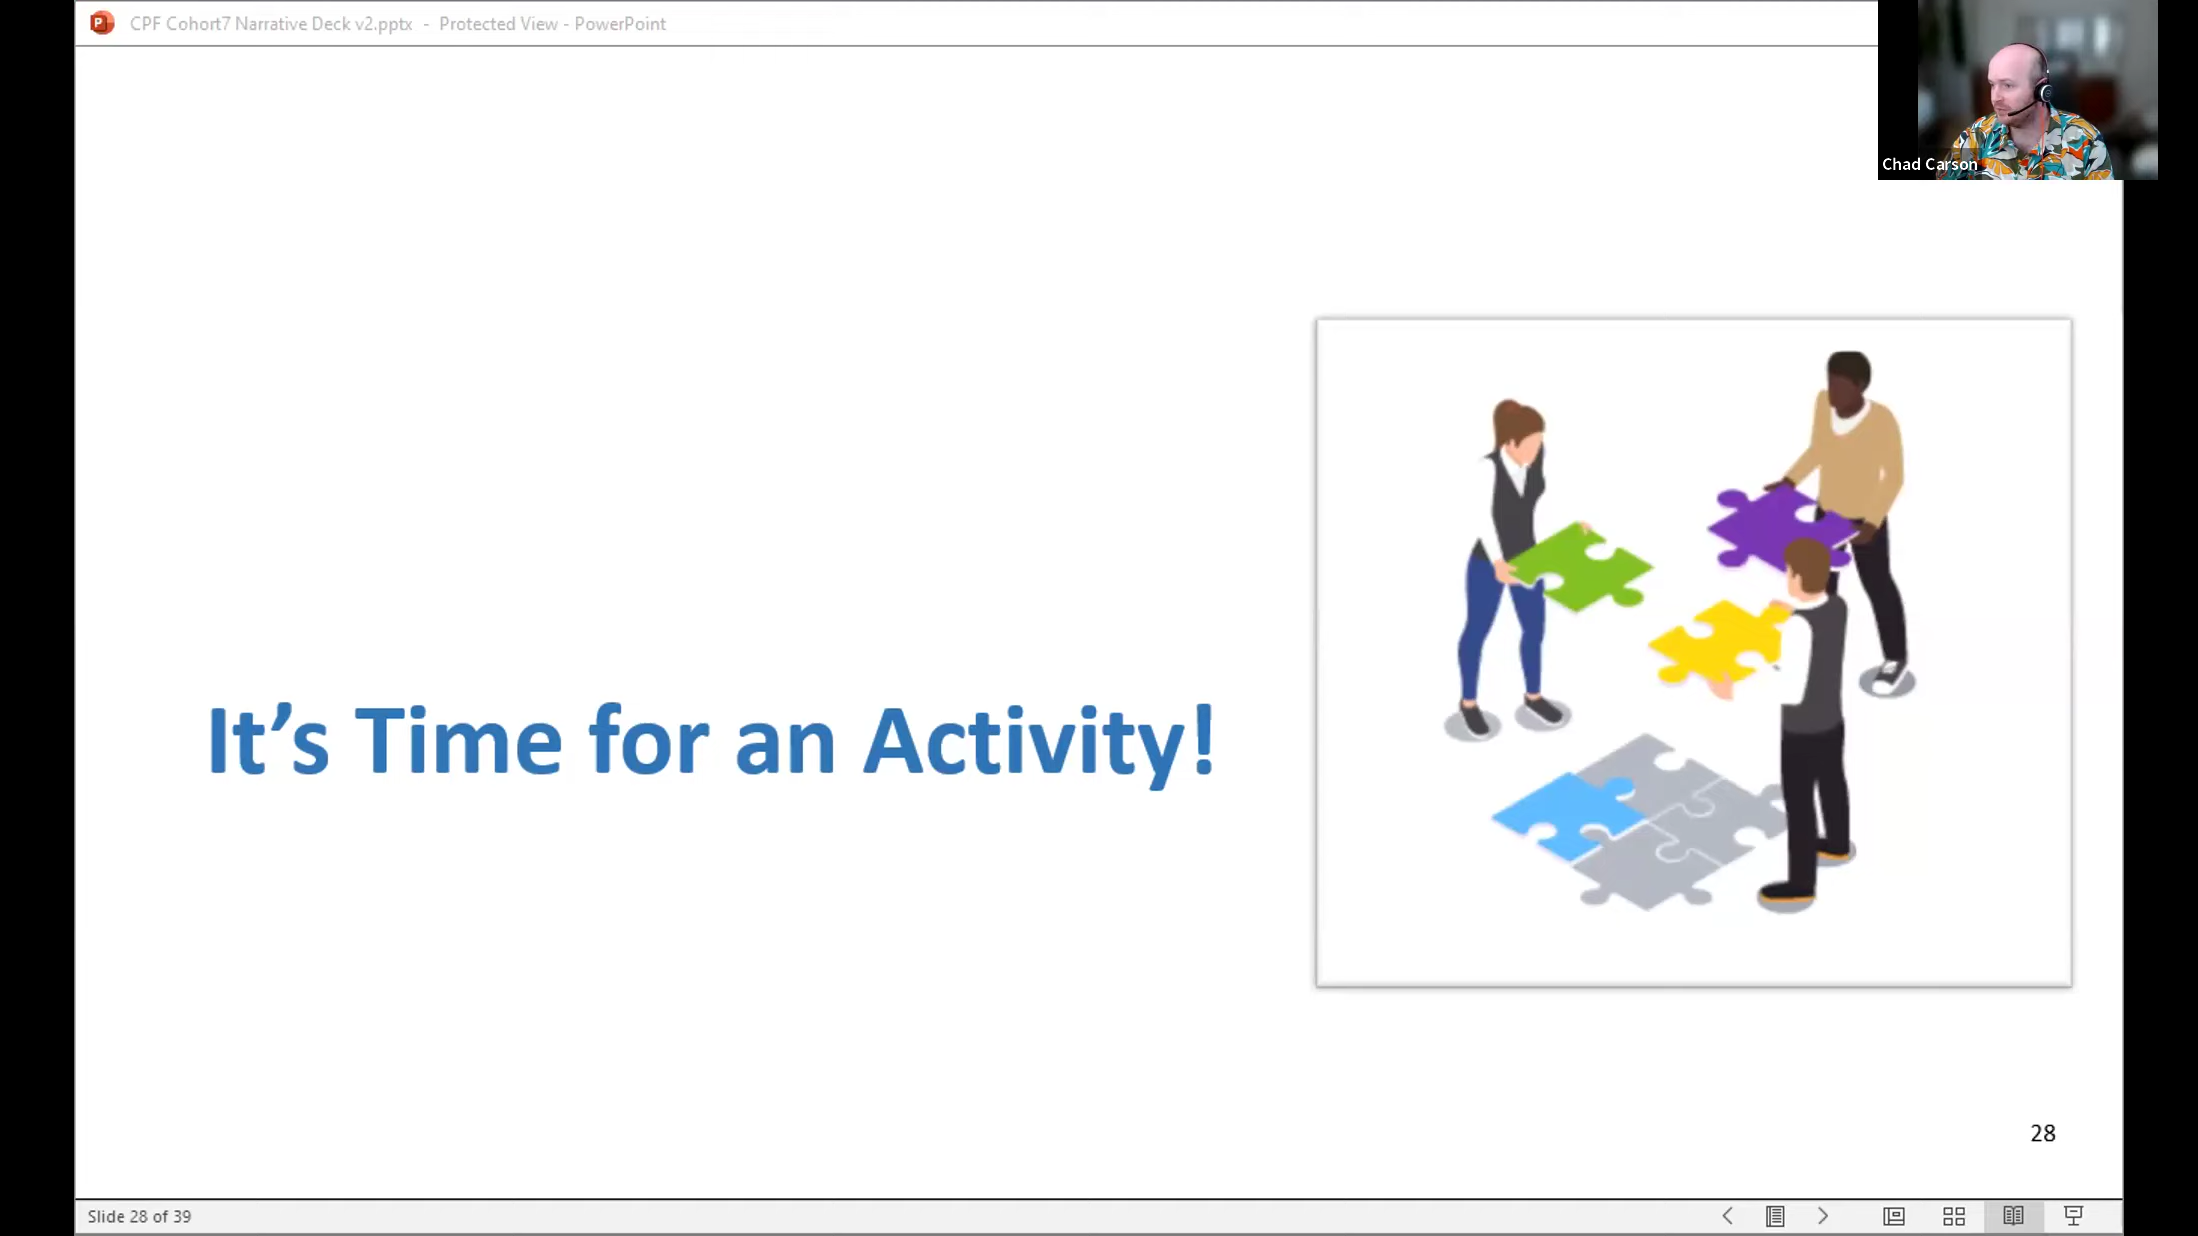 P CPF Cohort7 Narrative Deck v2.pptx - Protected View - PowerPoint
Chad Carson
It’s Time for an Activity!
28
Slide 28 of 39